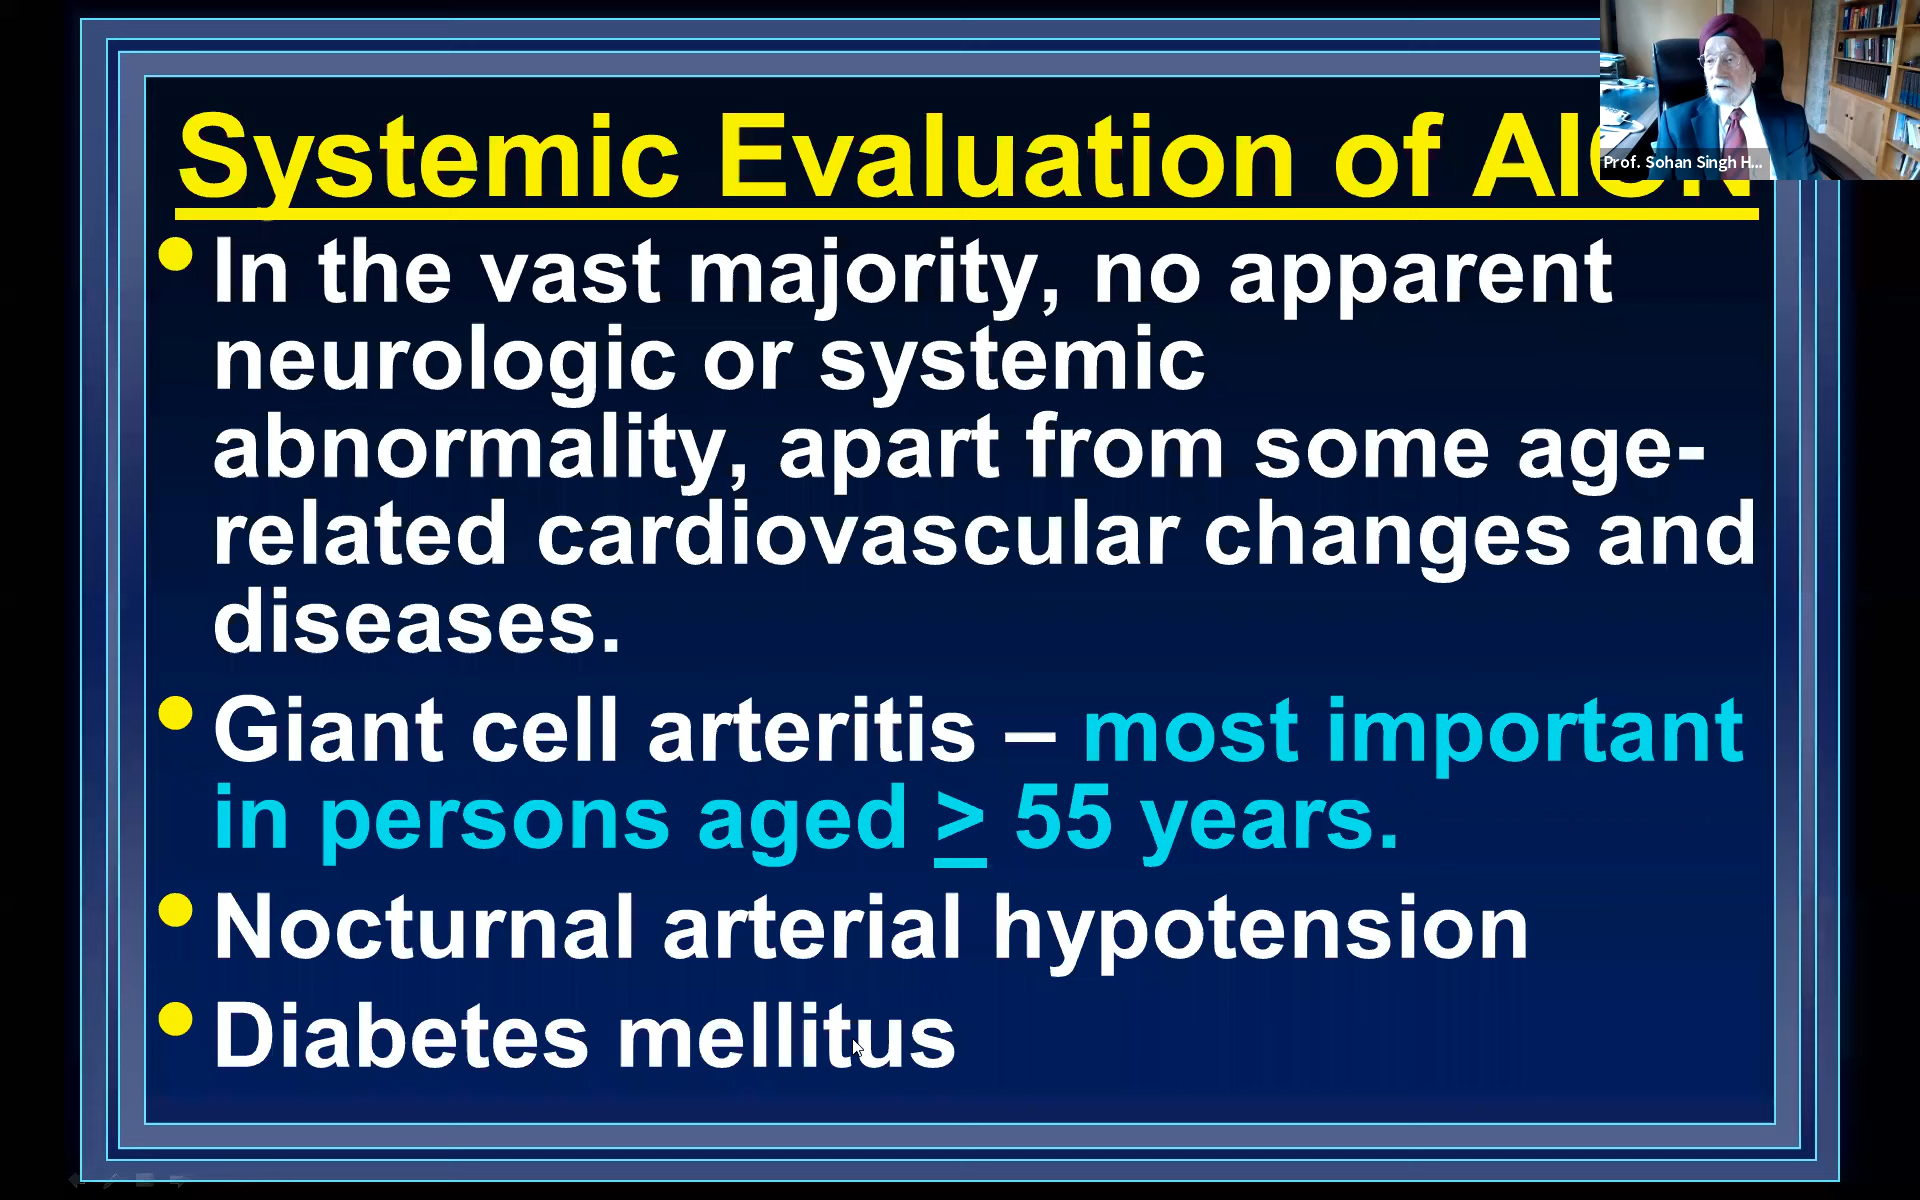 Systemic Evaluation of AION
Prof. Sohan Singh H...
• In the vast majority, no apparent
neurologic or systemic
abnormality, apart from some age-
related cardiovascular changes and
diseases.
• Giant cell arteritis – most important
in persons aged > 55 years.
• Nocturnal arterial hypotension
• Diabetes mellitus